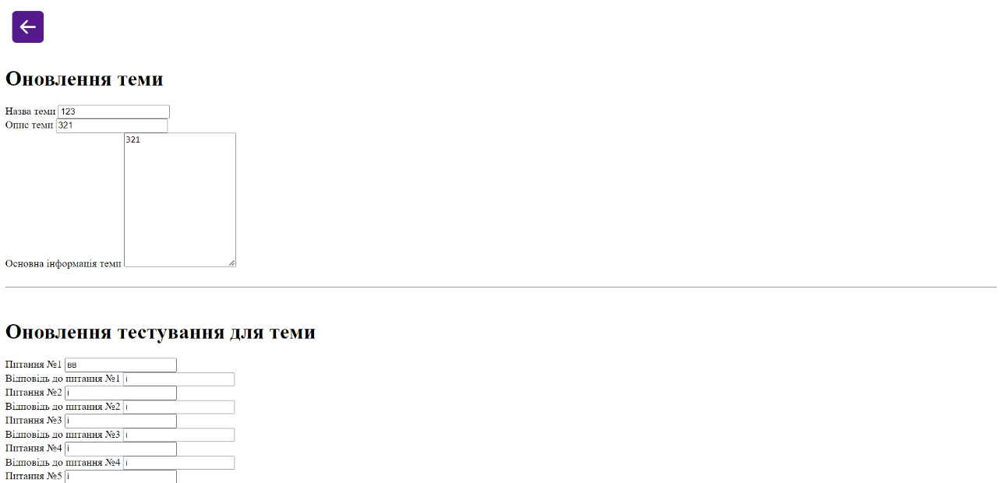 Оновлення теми
Назва теми 123
Опис теми 321
321
Основна інформація теми
Оновлення тестування для теми
Питання №1 вв
Відповідь до питання №1 і
Питання №2 і
Відповідь до питання №2 і
Питання №3 і
Відповідь до питання №3 і
Питання №4 і
Відповідь до питання №4 і
Питання №5 і